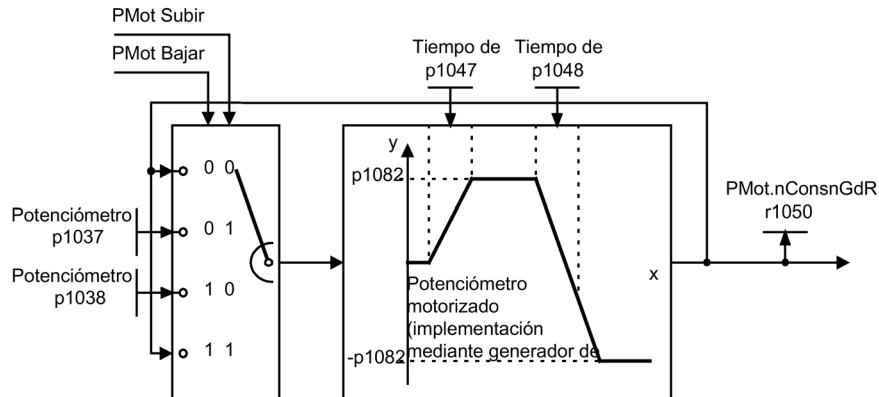 PMot Subir
PMot Bajar
Tiempo de
p1047
Tiempo de
p1048
y
p1082
0 0
0 1
1 0
1 1
Potenciómetro
p1037
Potenciómetro
p1038
PMot.nConsnGdR
r1050
x
Potenciómetro
motorizado
(implementación
mediante generador de
-p1082